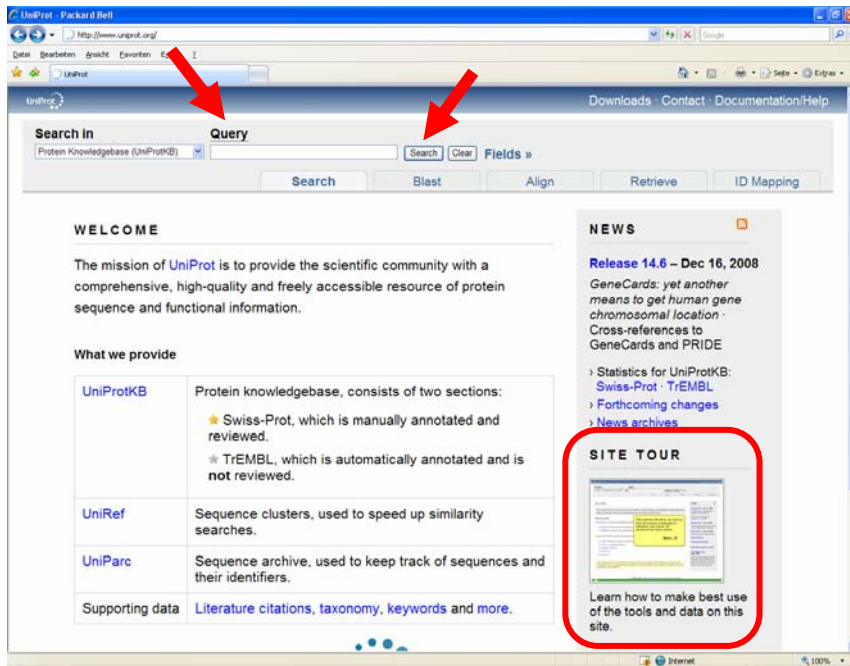 UniProt - Packard Bell
http://www.uniprot.org/
Google
Datei Bearbeiten Ansicht Favoriten
?
UniProt
Seite
Extras
UniProt
Downloads · Contact · Documentation/Help
Search in
Query
Protein Knowledgebase (UniProtKB)
Search
Clear
Fields »
Search
Blast
Align
Retrieve
ID Mapping
WELCOME
The mission of UniProt is to provide the scientific community with a
comprehensive, high-quality and freely accessible resource of protein
sequence and functional information.
What we provide
UniProtKB
Protein knowledgebase, consists of two sections:
Swiss-Prot, which is manually annotated and
reviewed.
TrEMBL, which is automatically annotated and is
not reviewed.
UniRef
Sequence clusters, used to speed up similarity
searches.
UniParc
Sequence archive, used to keep track of sequences and
their identifiers.
Supporting data
Literature citations, taxonomy, keywords and more.
NEWS
Release 14.6 – Dec 16, 2008
GeneCards: yet another
means to get human gene
chromosomal location ·
Cross-references to
GeneCards and PRIDE
› Statistics for UniProtKB:
Swiss-Prot · TrEMBL
› Forthcoming changes
› News archives
SITE TOUR
Learn how to make best use
of the tools and data on this
site.
Internet
100%